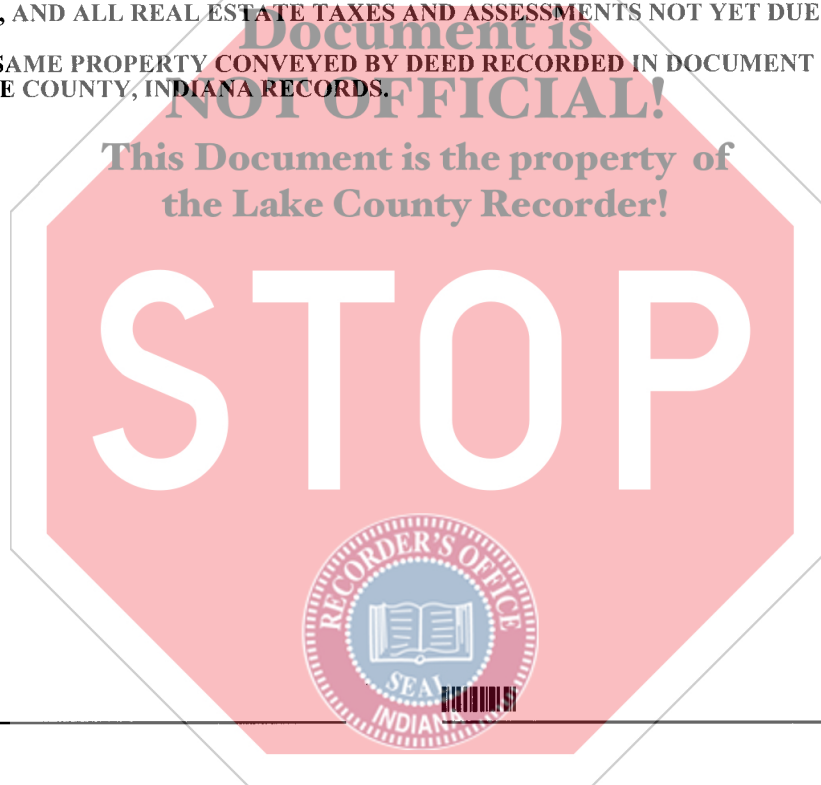 , AND ALL REAL ESTATE TAXES AND ASSESSMENTS NOT YET DUE
Document is
SAME PROPERTY CONVEYED BY DEED RECORDED IN DOCUMENT
E COUNTY, INDIANA RECORDS.
NOT OFFICIAL!
This Document is the property of
the Lake County Recorder!
STOP
RECORDER'S OFFICE
SEAL
INDIANA